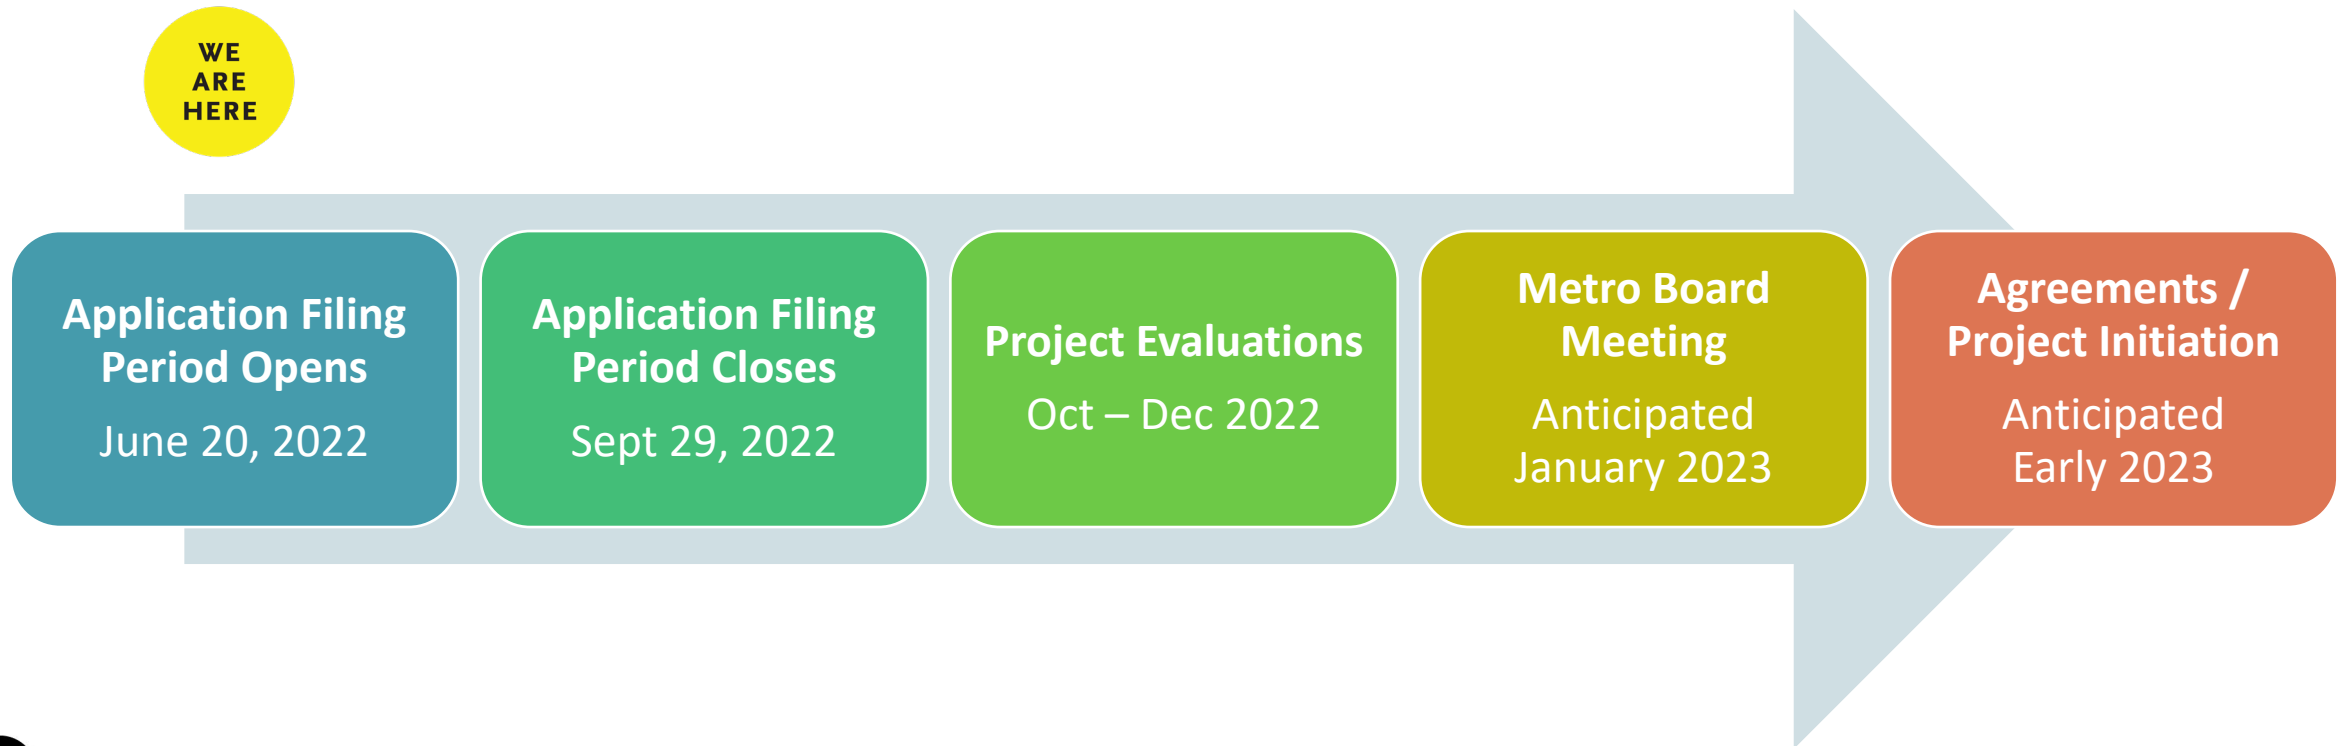 WE
ARE
HERE
Application Filing
Period Opens
June 20, 2022
Application Filing
Period Closes
Sept 29, 2022
Project Evaluations
Oct – Dec 2022
Metro Board
Meeting
Anticipated
January 2023
Agreements /
Project Initiation
Anticipated
Early 2023